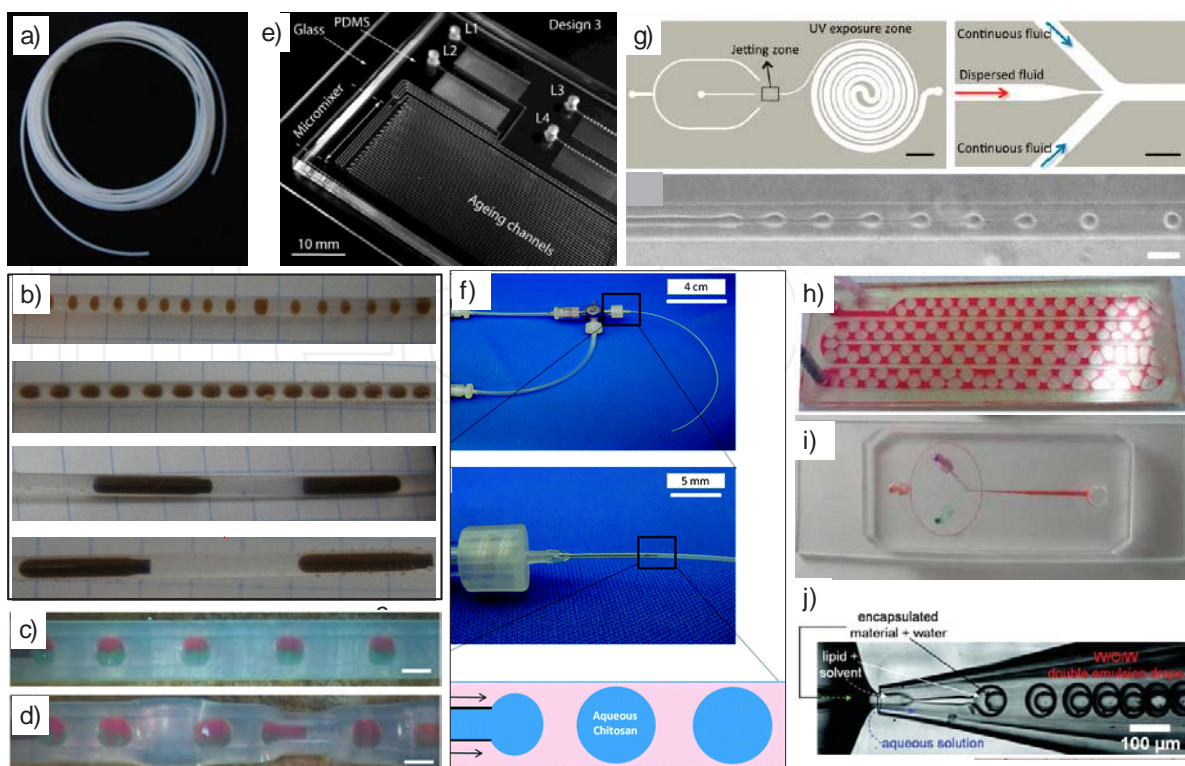 a)
e)
PDMS
Glass
L1
L2
Design 3
L3
L4
Micromixer
Ageing channels
10 mm
g)
Jetting zone
UV exposure zone
Continuous fluid
Dispersed fluid
Continuous fluid
b)
f)
4 cm
5 mm
Aqueous
Chitosan
h)
i)
c)
d)
j)
encapsulated
material + water
lipid +
solvent
W/O/W
double emulsion drops
aqueous solution
100 μm